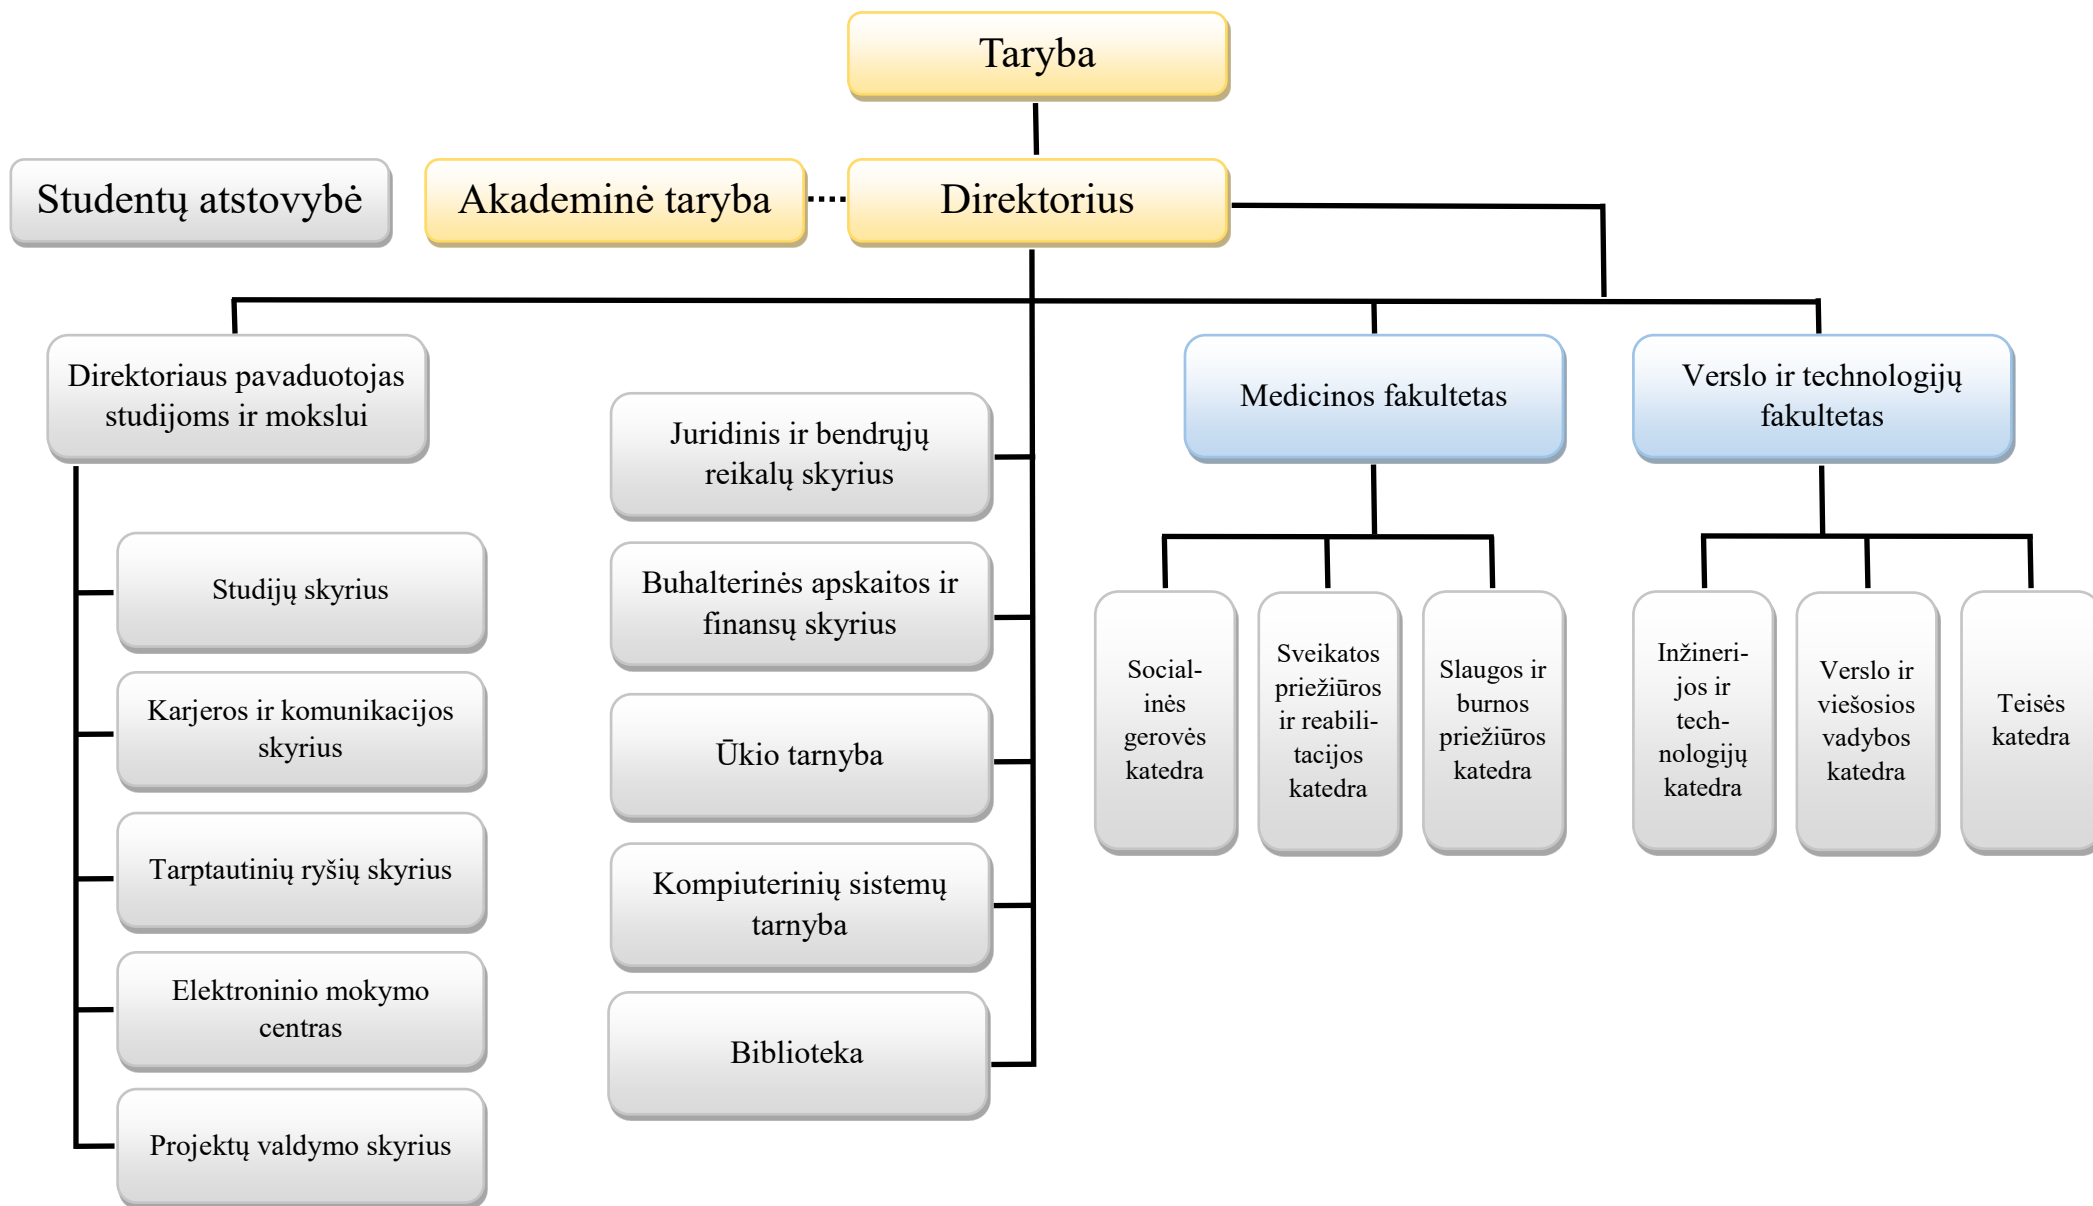 Taryba
Studentų atstovybė
Akademinė taryba
Direktorius
Direktoriaus pavaduotojas
studijoms ir mokslui
Studijų skyrius
Karjeros ir komunikacijos
skyrius
Tarptautinių ryšių skyrius
Elektroninio mokymo
centras
Projektų valdymo skyrius
Juridinis ir bendrųjų
reikalų skyrius
Buhalterinės apskaitos ir
finansų skyrius
Ūkio tarnyba
Kompiuterinių sistemų
tarnyba
Biblioteka
Medicinos fakultetas
Social-
inės
gerovės
katedra
Sveikatos
priežiūros
ir reabili-
tacijos
katedra
Slaugos ir
burnos
priežiūros
katedra
Verslo ir technologijų
fakultetas
Inžineri-
jos ir
tech-
nologijų
katedra
Verslo ir
viešosios
vadybos
katedra
Teisės
katedra